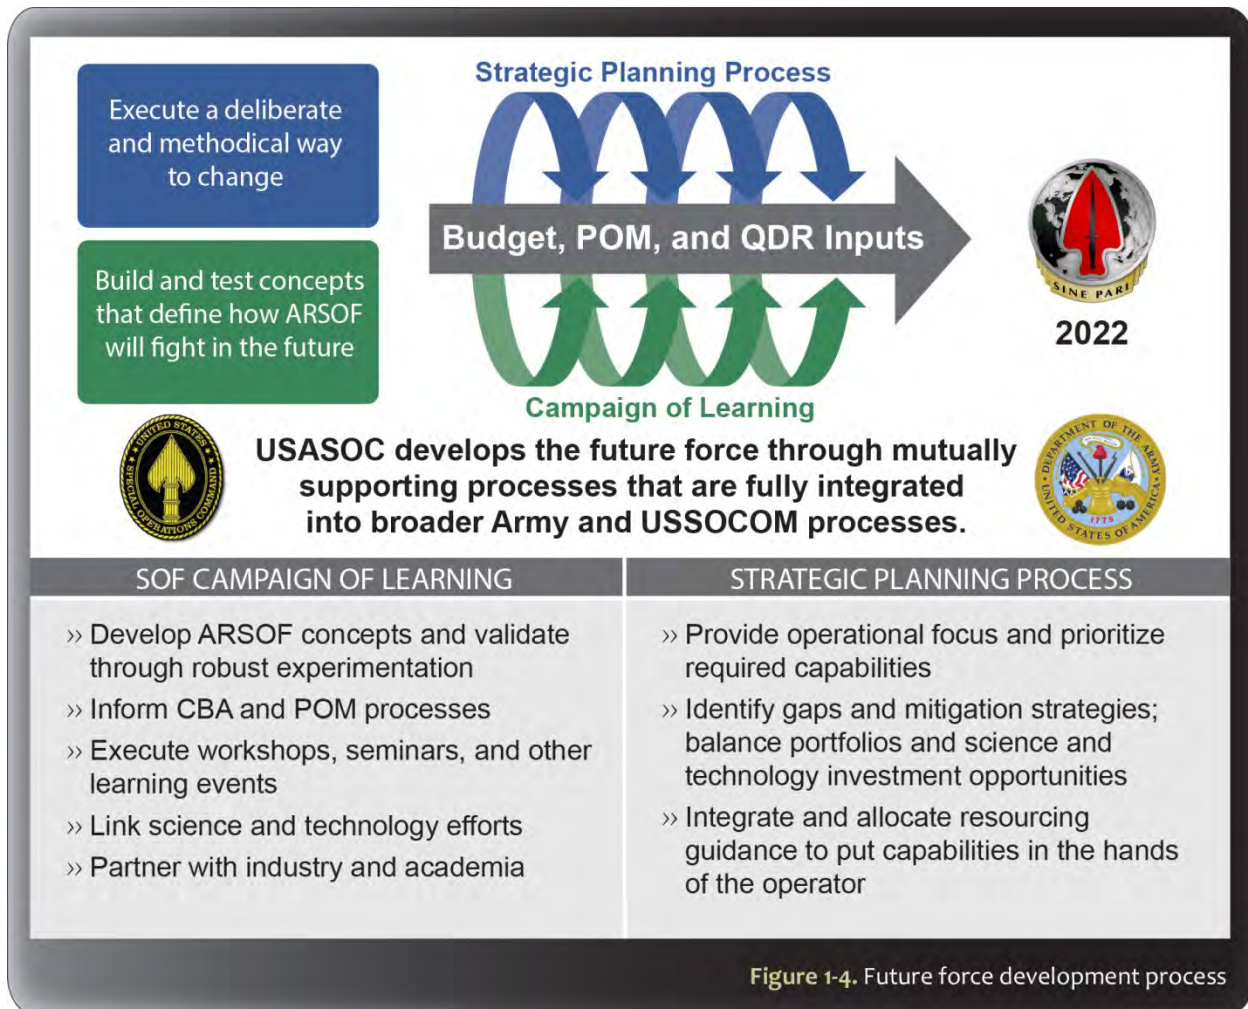 Execute a deliberate
and methodical way
to change
Build and test concepts
that define how ARSOF
will fight in the future
Strategic Planning Process
Budget, POM, and QDR Inputs
Campaign of Learning
SINE PARI
2022
UNITED STATES
SPECIAL OPERATIONS COMMAND
USASOC develops the future force through mutually
supporting processes that are fully integrated
into broader Army and USSOCOM processes.
DEPARTMENT OF THE ARMY
UNITED STATES OF AMERICA
1775
SOF CAMPAIGN OF LEARNING
›› Develop ARSOF concepts and validate
through robust experimentation
›› Inform CBA and POM processes
›› Execute workshops, seminars, and other
learning events
›› Link science and technology efforts
›› Partner with industry and academia
STRATEGIC PLANNING PROCESS
›› Provide operational focus and prioritize
required capabilities
›› Identify gaps and mitigation strategies;
balance portfolios and science and
technology investment opportunities
›› Integrate and allocate resourcing
guidance to put capabilities in the hands
of the operator
Figure 1-4. Future force development process